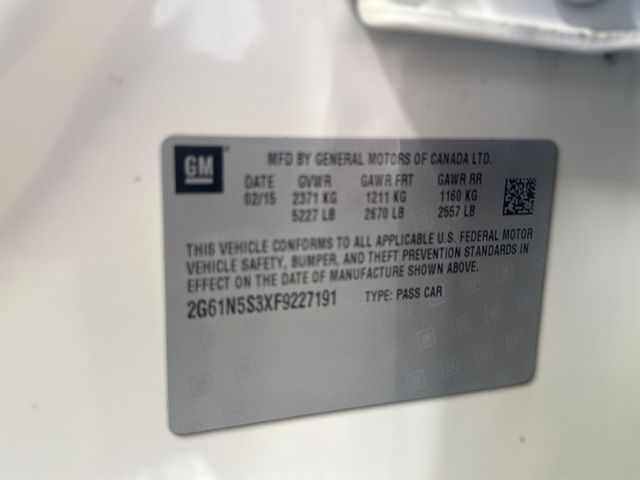 GM MFD BY GENERAL MOTORS OF CANADA LTD.
DATE GVWR GAWR FRT GAWR RR
02/15 2371 KG 1211 KG 1160 KG
5227 LB 2670 LB 2557 LB
THIS VEHICLE CONFORMS TO ALL APPLICABLE U.S. FEDERAL MOTOR
VEHICLE SAFETY, BUMPER, AND THEFT PREVENTION STANDARDS IN
EFFECT ON THE DATE OF MANUFACTURE SHOWN ABOVE.
2G61N5S3XF9227191 TYPE: PASS CAR